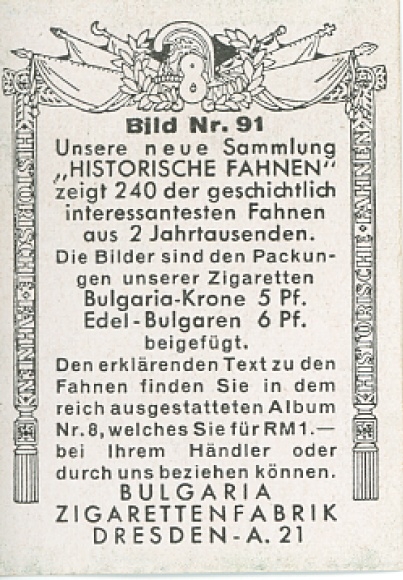 8
Bild Nr. 91
Unsere neue Sammlung
„HISTORISCHE FAHNEN"
zeigt 240 der geschichtlich
interessantesten Fahnen
aus 2 Jahrtausenden.
Die Bilder sind den Packun-
gen unserer Zigaretten
Bulgaria-Krone 5 Pf.
Edel-Bulgaren 6 Pf.
beigefügt.
Den erklärenden Text zu den
Fahnen finden Sie in dem
reich ausgestatteten Album
Nr. 8, welches Sie für RM 1.—
bei Ihrem Händler oder
durch uns beziehen können.
BULGARIA
ZIGARETTENFABRIK
DRESDEN-A. 21
HISTORISCHE · FAHNEN
HISTORISCHE · FAHNEN